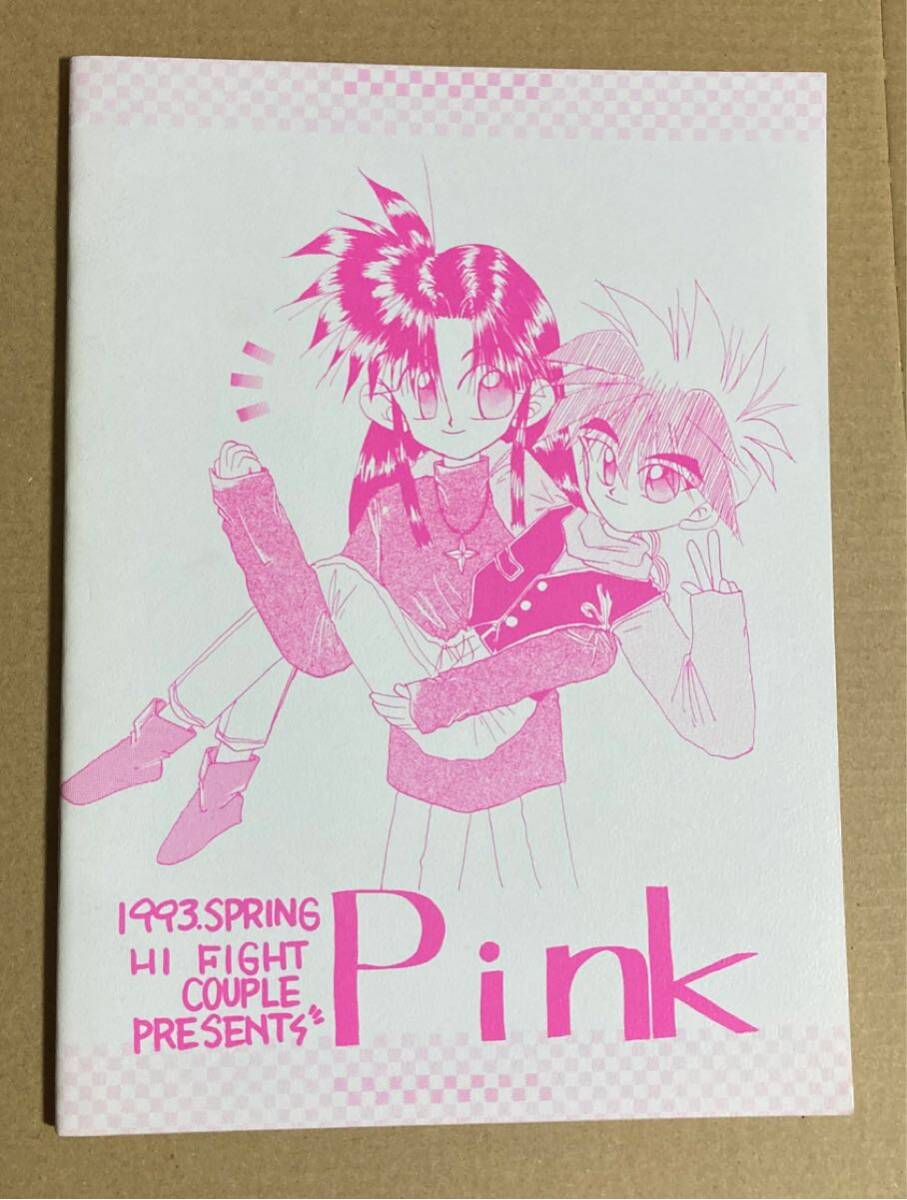 1993.SPRING
HI FIGHT
COUPLE
PRESENTS
Pink